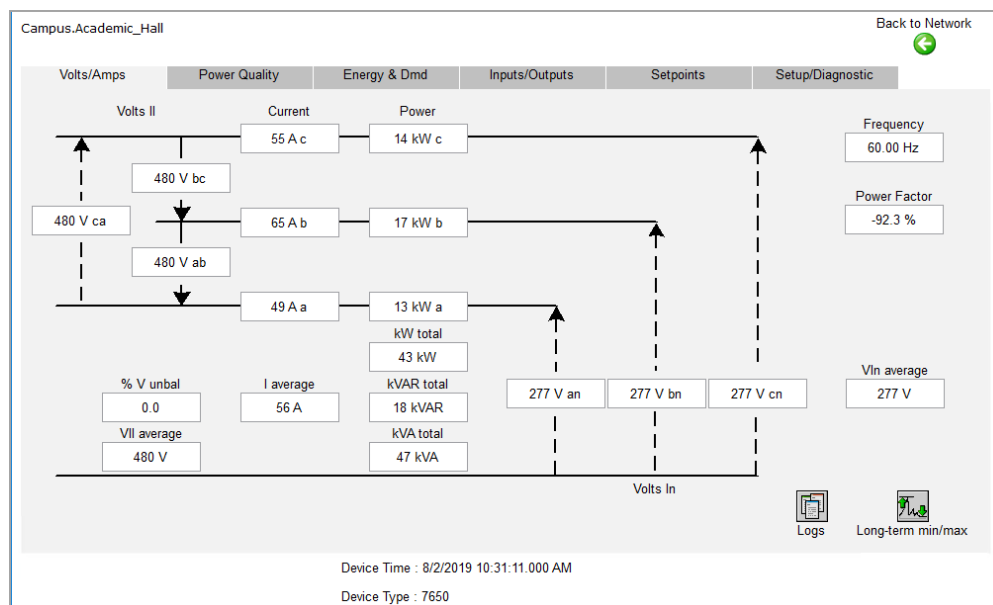 Campus.Academic_Hall
Back to Network
Volts/Amps Power Quality Energy & Dmd Inputs/Outputs Setpoints Setup/Diagnostic
Volts ll Current Power
Frequency
55 A c 14 kW c
60.00 Hz
480 V bc
Power Factor
480 V ca 65 A b 17 kW b -92.3 %
480 V ab
49 A a 13 kW a
kW total
43 kW
% V unbal I average kVAR total
277 V an 277 V bn 277 V cn
Vln average
0.0 56 A 18 kVAR
277 V
Vll average kVA total
480 V 47 kVA
Volts ln
Logs Long-term min/max
Device Time : 8/2/2019 10:31:11.000 AM
Device Type : 7650